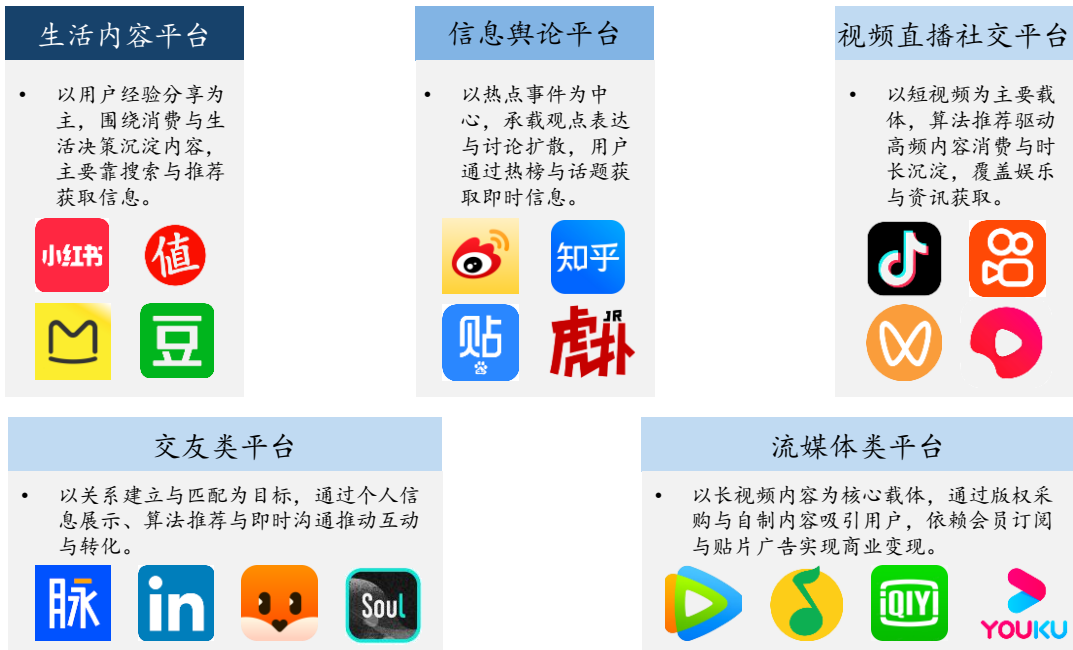 生活内容平台
• 以用户经验分享为
主，围绕消费与生
活决策沉淀内容，
主要靠搜索与推荐
获取信息。
小红书
值
豆
信息舆论平台
• 以热点事件为中
心，承载观点表达
与讨论扩散，用户
通过热榜与话题获
取即时信息。
知乎
贴
JR
虎扑
视频直播社交平台
• 以短视频为主要载
体，算法推荐驱动
高频内容消费与时
长沉淀，覆盖娱乐
与资讯获取。
交友类平台
• 以关系建立与匹配为目标，通过个人信
息展示、算法推荐与即时沟通推动互动
与转化。
脉
in
Soul
流媒体类平台
• 以长视频内容为核心载体，通过版权采
购与自制内容吸引用户，依赖会员订阅
与贴片广告实现商业变现。
iQIYI
YOUKU